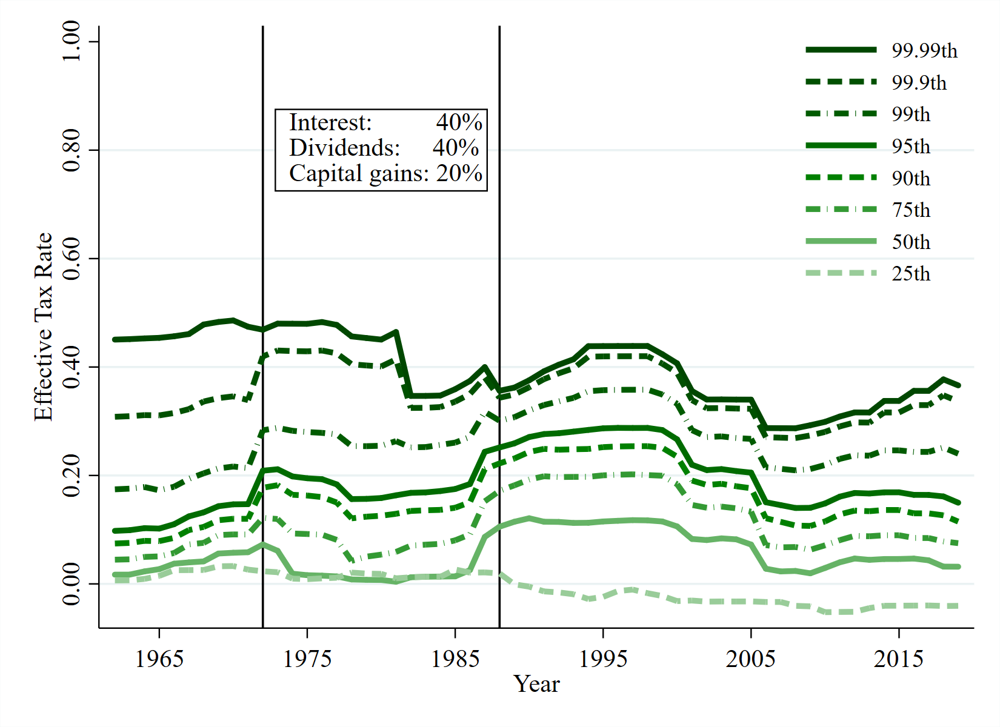 1.00
0.80
0.60
0.40
0.20
0.00
Effective Tax Rate
Interest: 40%
Dividends: 40%
Capital gains: 20%
99.99th
99.9th
99th
95th
90th
75th
50th
25th
1965 1975 1985 1995 2005 2015
Year